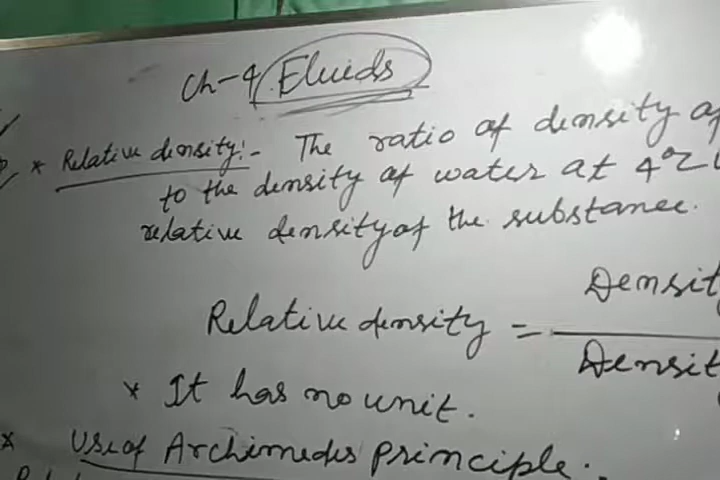 Ch-4 Fluids
* Relative density:- The ratio of density of
to the density of water at 4°C
relative density of the substance.
Relative density = Densit
Densit
* It has no unit.
* Use of Archimedes principle.